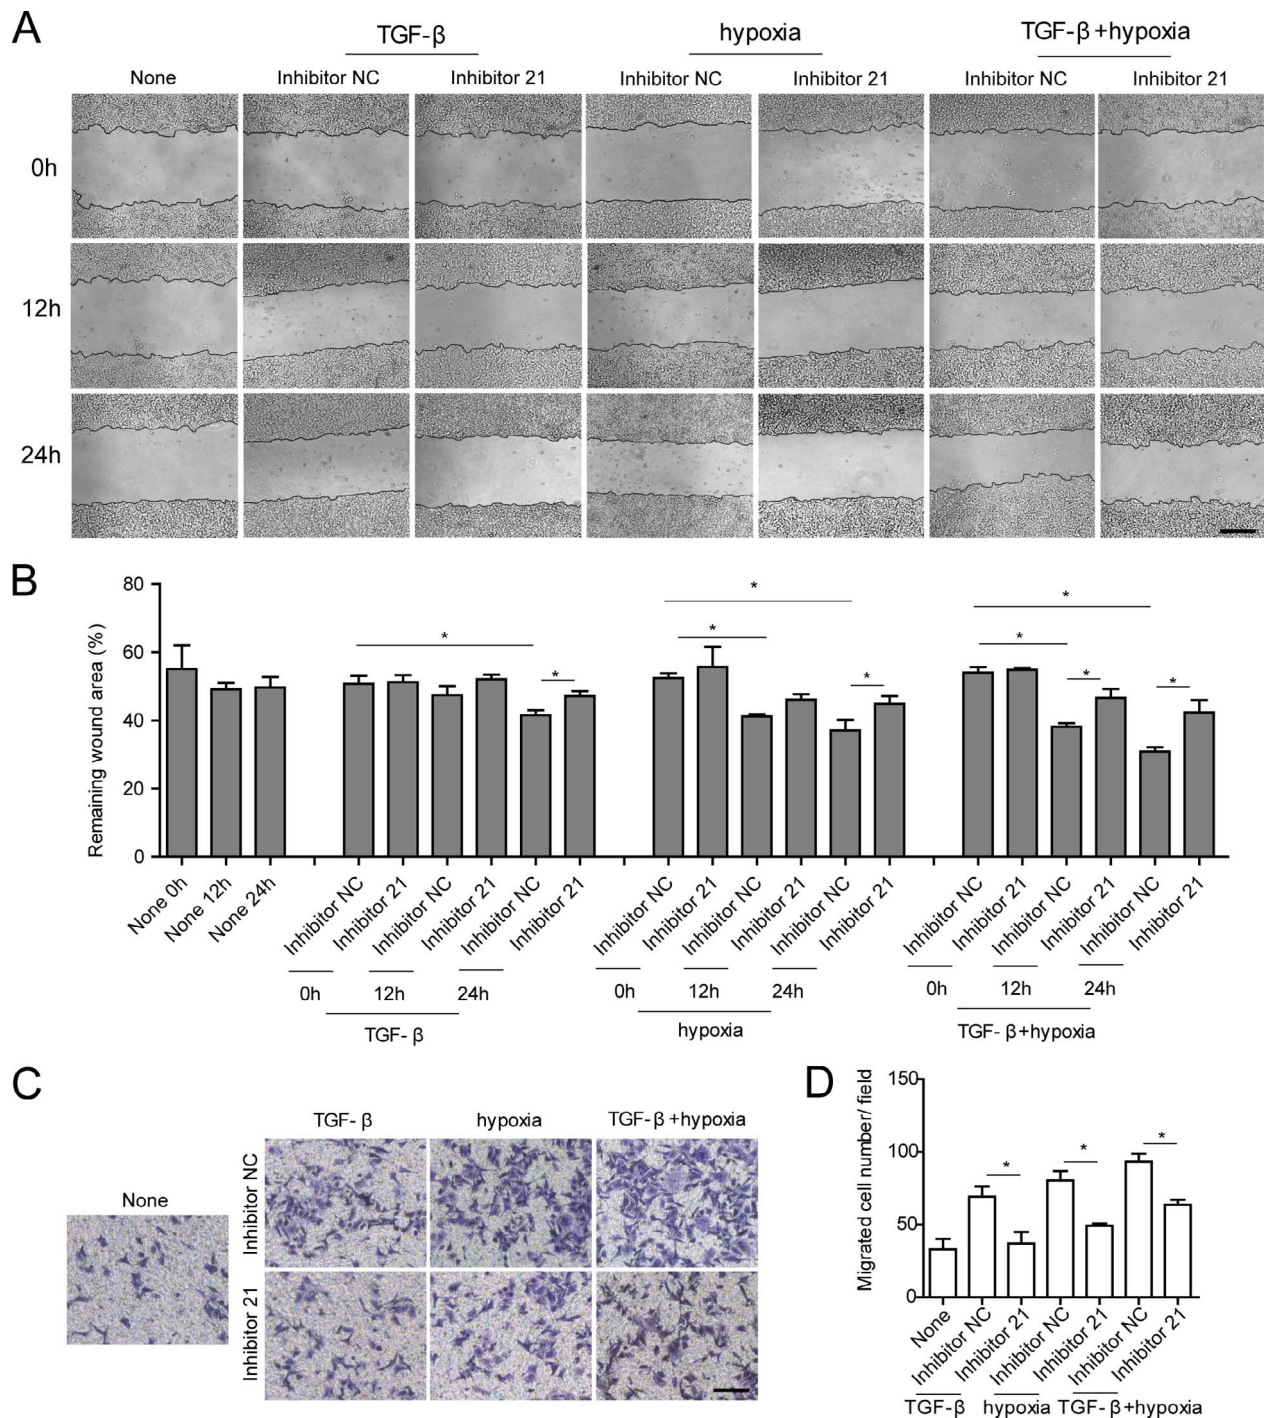 A
TGF-β hypoxia TGF-β+hypoxia
None Inhibitor NC Inhibitor 21 Inhibitor NC Inhibitor 21 Inhibitor NC Inhibitor 21
0h
12h
24h
B
Remaining wound area (%)
80
60
40
20
0
* * * * * * * * *
None 0h None 12h None 24h Inhibitor NC Inhibitor 21 Inhibitor NC Inhibitor 21 Inhibitor NC Inhibitor 21 Inhibitor NC Inhibitor 21 Inhibitor NC Inhibitor 21 Inhibitor NC Inhibitor 21 Inhibitor NC Inhibitor 21 Inhibitor NC Inhibitor 21 Inhibitor NC Inhibitor 21
0h 12h 24h 0h 12h 24h 0h 12h 24h
TGF- β hypoxia TGF- β+hypoxia
C
TGF- β hypoxia TGF-β+hypoxia
None
Inhibitor NC
Inhibitor 21
D
Migrated cell number/ field
150
100
50
0
* * *
None Inhibitor NC Inhibitor 21 Inhibitor NC Inhibitor 21 Inhibitor NC Inhibitor 21
TGF-β hypoxia TGF-β+hypoxia